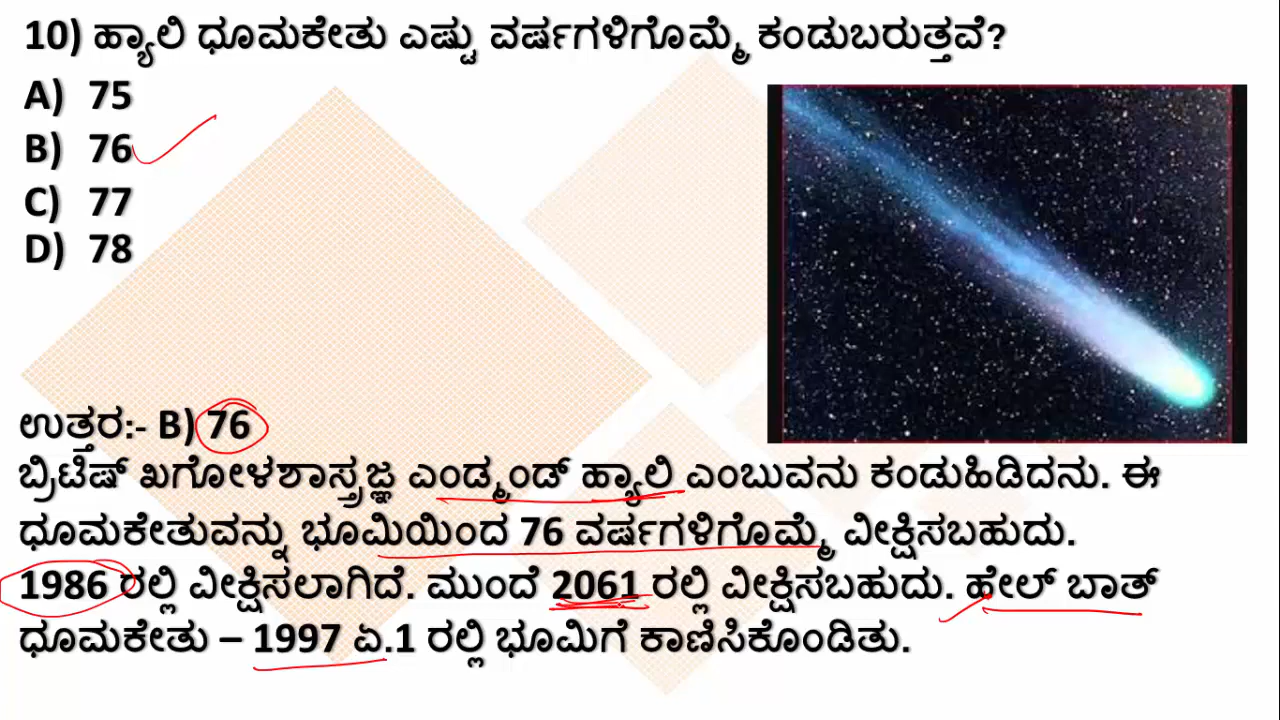 10) ಹ್ಯಾಲಿ ಧೂಮಕೇತು ಎಷ್ಟು ವರ್ಷಗಳಿಗೊಮ್ಮೆ ಕಂಡುಬರುತ್ತವೆ?
A) 75
B) 76
C) 77
D) 78
ಉತ್ತರ:- B) 76
ಬ್ರಿಟಿಷ್ ಖಗೋಳಶಾಸ್ತ್ರಜ್ಞ ಎಂಡ್ಮಂಡ್ ಹ್ಯಾಲಿ ಎಂಬುವನು ಕಂಡುಹಿಡಿದನು. ಈ
ಧೂಮಕೇತುವನ್ನು ಭೂಮಿಯಿಂದ 76 ವರ್ಷಗಳಿಗೊಮ್ಮೆ ವೀಕ್ಷಿಸಬಹುದು.
1986 ರಲ್ಲಿ ವೀಕ್ಷಿಸಲಾಗಿದೆ. ಮುಂದೆ 2061 ರಲ್ಲಿ ವೀಕ್ಷಿಸಬಹುದು. ಹೇಲ್ ಬಾತ್
ಧೂಮಕೇತು – 1997 ಏ.1 ರಲ್ಲಿ ಭೂಮಿಗೆ ಕಾಣಿಸಿಕೊಂಡಿತು.